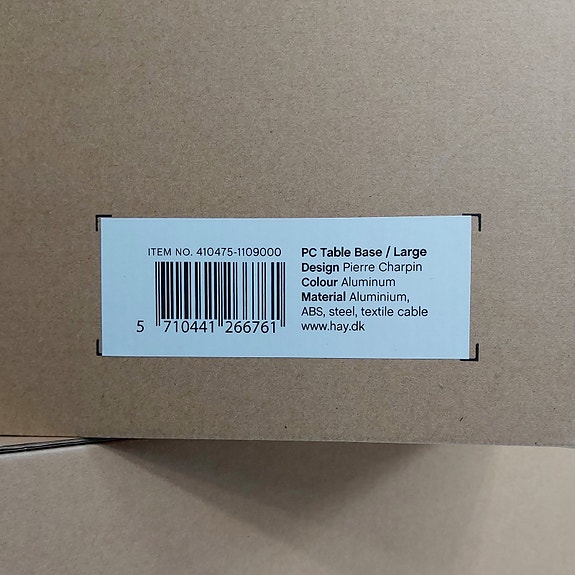 ITEM NO. 410475-1109000
5 710441 266761
PC Table Base / Large
Design Pierre Charpin
Colour Aluminum
Material Aluminium,
ABS, steel, textile cable
www.hay.dk